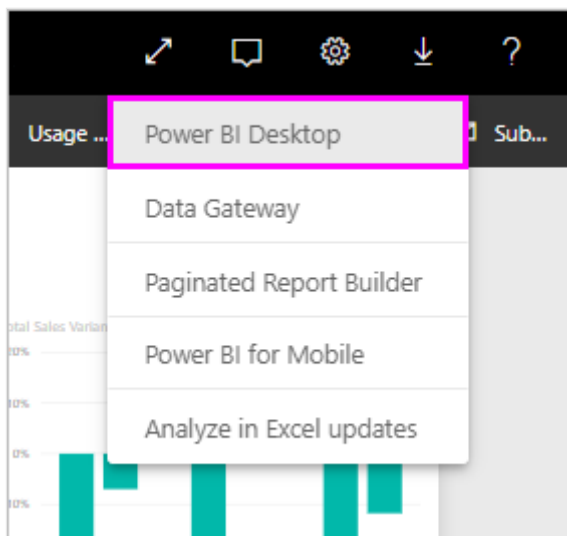 ?
Usage ...
Power BI Desktop
Sub...
Data Gateway
Paginated Report Builder
otal Sales Varian
20%
Power BI for Mobile
10%
Analyze in Excel updates
0%
10%